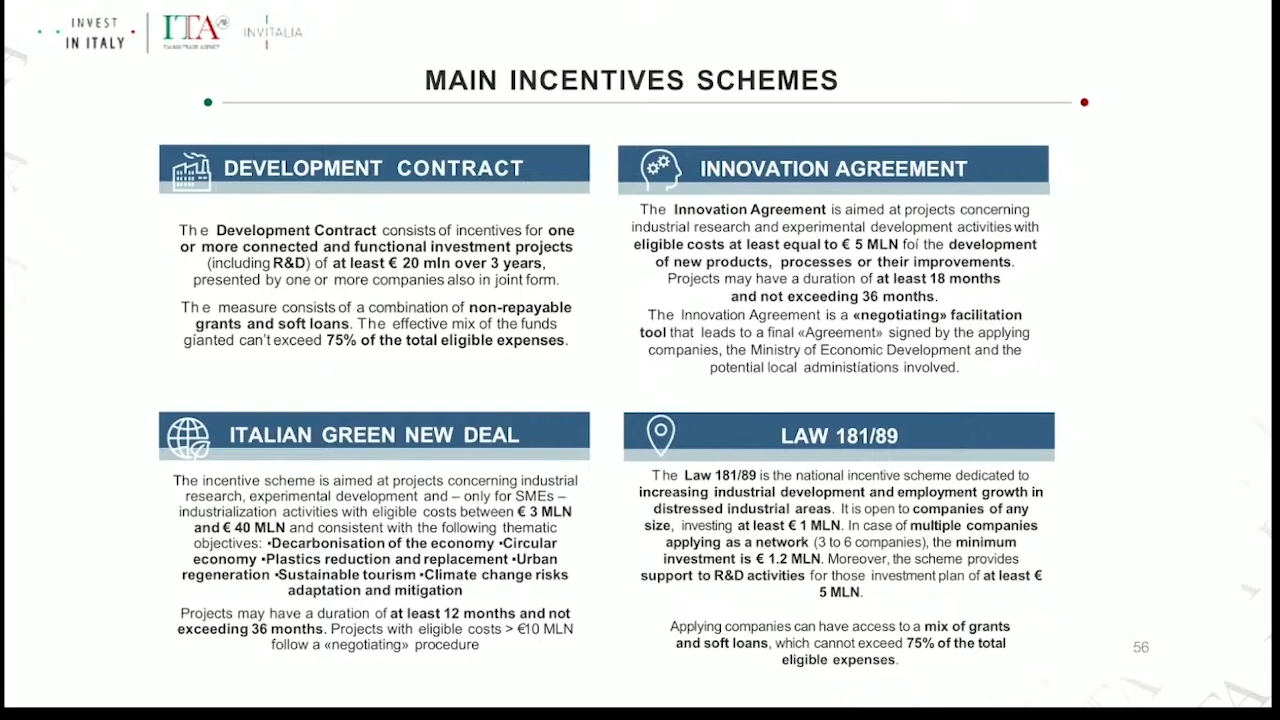 INVEST
IN ITALY
ITA
ITALIAN TRADE AGENCY
INVITALIA
MAIN INCENTIVES SCHEMES
DEVELOPMENT CONTRACT
The Development Contract consists of incentives for one
or more connected and functional investment projects
(including R&D) of at least € 20 mln over 3 years,
presented by one or more companies also in joint form.
The measure consists of a combination of non-repayable
grants and soft loans. The effective mix of the funds
gíanted can't exceed 75% of the total eligible expenses.
INNOVATION AGREEMENT
The Innovation Agreement is aimed at projects concerning
industrial research and experimental development activities with
eligible costs at least equal to € 5 MLN foí the development
of new products, processes or their improvements.
Projects may have a duration of at least 18 months
and not exceeding 36 months.
The Innovation Agreement is a «negotiating» facilitation
tool that leads to a final «Agreement» signed by the applying
companies, the Ministry of Economic Development and the
potential local administíations involved.
ITALIAN GREEN NEW DEAL
The incentive scheme is aimed at projects concerning industrial
research, experimental development and – only for SMEs –
industrialization activities with eligible costs between € 3 MLN
and € 40 MLN and consistent with the following thematic
objectives: •Decarbonisation of the economy •Circular
economy •Plastics reduction and replacement •Urban
regeneration •Sustainable tourism •Climate change risks
adaptation and mitigation
Projects may have a duration of at least 12 months and not
exceeding 36 months. Projects with eligible costs > €10 MLN
follow a «negotiating» procedure
LAW 181/89
The Law 181/89 is the national incentive scheme dedicated to
increasing industrial development and employment growth in
distressed industrial areas. It is open to companies of any
size, investing at least € 1 MLN. In case of multiple companies
applying as a network (3 to 6 companies), the minimum
investment is € 1.2 MLN. Moreover, the scheme provides
support to R&D activities for those investment plan of at least €
5 MLN.
Applying companies can have access to a mix of grants
and soft loans, which cannot exceed 75% of the total
eligible expenses.
56